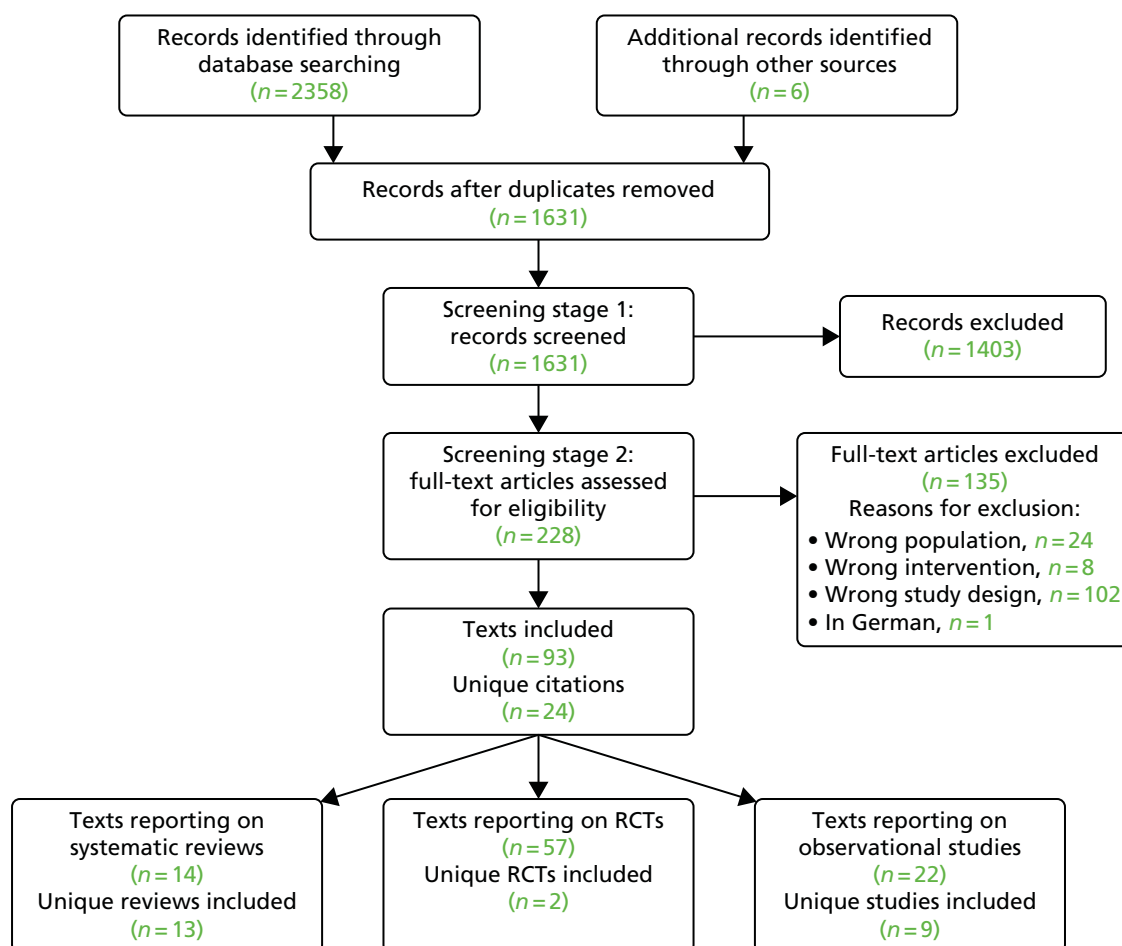 Records identified through
database searching
(n=2358)
Additional records identified
through other sources
(n=6)
Records after duplicates removed
(n=1631)
Screening stage 1:
records screened
(n=1631)
Records excluded
(n=1403)
Screening stage 2:
full-text articles assessed
for eligibility
(n=228)
Full-text articles excluded
(n=135)
Reasons for exclusion:
• Wrong population, n=24
• Wrong intervention, n=8
• Wrong study design, n=102
• In German, n=1
Texts included
(n=93)
Unique citations
(n=24)
Texts reporting on
systematic reviews
(n=14)
Unique reviews included
(n=13)
Texts reporting on RCTs
(n=57)
Unique RCTs included
(n=2)
Texts reporting on
observational studies
(n=22)
Unique studies included
(n=9)